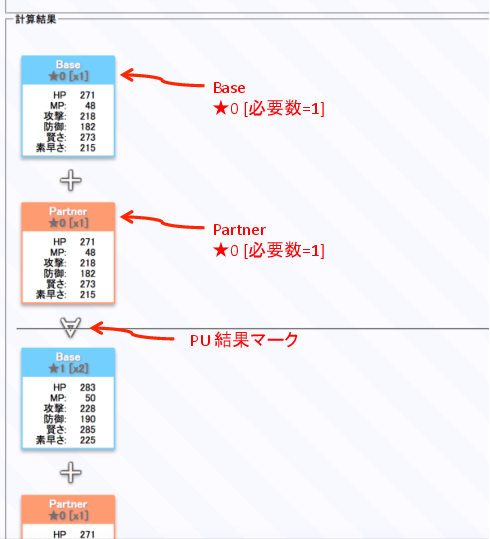 計算結果
Base
★0 [x1]
HP 271
MP: 48
攻撃: 218
防御: 182
賢さ: 273
素早さ: 215
Base
★0 [必要数=1]
Partner
★0 [x1]
HP 271
MP: 48
攻撃: 218
防御: 182
賢さ: 273
素早さ: 215
Partner
★0 [必要数=1]
PU 結果マーク
Base
★1 [x2]
HP 283
MP: 50
攻撃: 228
防御: 190
賢さ: 285
素早さ: 225
Partner
★0 [x1]
HP 271